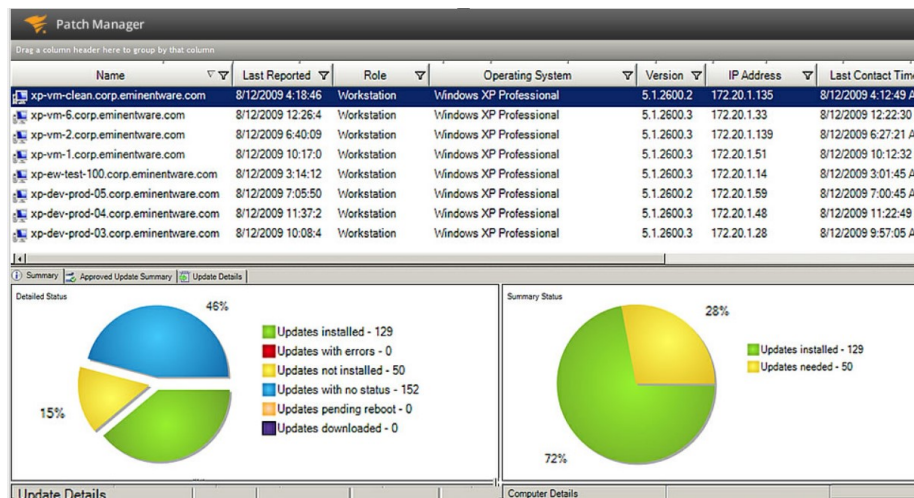 Patch Manager
Drag a column header here to group by that column
Name Last Reported Role Operating System Version IP Address Last Contact Time
xp-vm-clean.corp.eminentware.com 8/12/2009 4:18:46 Workstation Windows XP Professional 5.1.2600.2 172.20.1.135 8/12/2009 4:12:49 A
xp-vm-6.corp.eminentware.com 8/12/2009 12:26:4 Workstation Windows XP Professional 5.1.2600.3 172.20.1.33 8/12/2009 12:22:30
xp-vm-2.corp.eminentware.com 8/12/2009 6:40:09 Workstation Windows XP Professional 5.1.2600.3 172.20.1.139 8/12/2009 6:27:21 A
xp-vm-1.corp.eminentware.com 8/12/2009 10:17:0 Workstation Windows XP Professional 5.1.2600.3 172.20.1.51 8/12/2009 10:12:32
xp-ew-test-100.corp.eminentware.com 8/12/2009 3:14:12 Workstation Windows XP Professional 5.1.2600.3 172.20.1.14 8/12/2009 3:01:45 A
xp-dev-prod-05.corp.eminentware.com 8/12/2009 7:05:50 Workstation Windows XP Professional 5.1.2600.2 172.20.1.59 8/12/2009 7:00:45 A
xp-dev-prod-04.corp.eminentware.com 8/12/2009 11:37:2 Workstation Windows XP Professional 5.1.2600.3 172.20.1.48 8/12/2009 11:22:49
xp-dev-prod-03.corp.eminentware.com 8/12/2009 10:08:4 Workstation Windows XP Professional 5.1.2600.3 172.20.1.28 8/12/2009 9:57:05 A
Summary Approved Update Summary Update Details
Detailed Status
46%
15%
Updates installed - 129
Updates with errors - 0
Updates not installed - 50
Updates with no status - 152
Updates pending reboot - 0
Updates downloaded - 0
Summary Status
28%
72%
Updates installed - 129
Updates needed - 50
Update Details
Computer Details